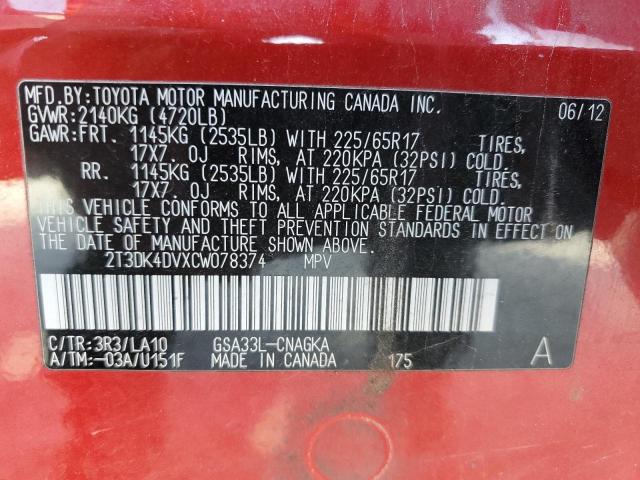 MFD.BY:TOYOTA MOTOR MANUFACTURING CANADA INC. 06/12
GVWR:2140KG (4720LB)
GAWR:FRT. 1145KG (2535LB) WITH 225/65R17 TIRES,
17X7. 0J RIMS, AT 220KPA (32PSI) COLD.
RR. 1145KG (2535LB) WITH 225/65R17 TIRES,
17X7. 0J RIMS, AT 220KPA (32PSI) COLD.
THIS VEHICLE CONFORMS TO ALL APPLICABLE FEDERAL MOTOR
VEHICLE SAFETY AND THEFT PREVENTION STANDARDS IN EFFECT ON
THE DATE OF MANUFACTURE SHOWN ABOVE.
2T3DK4DVXCW078374 MPV
C/TR:3R3/LA10 GSA33L-CNAGKA
A/TM:-03A/U151F MADE IN CANADA 175 A